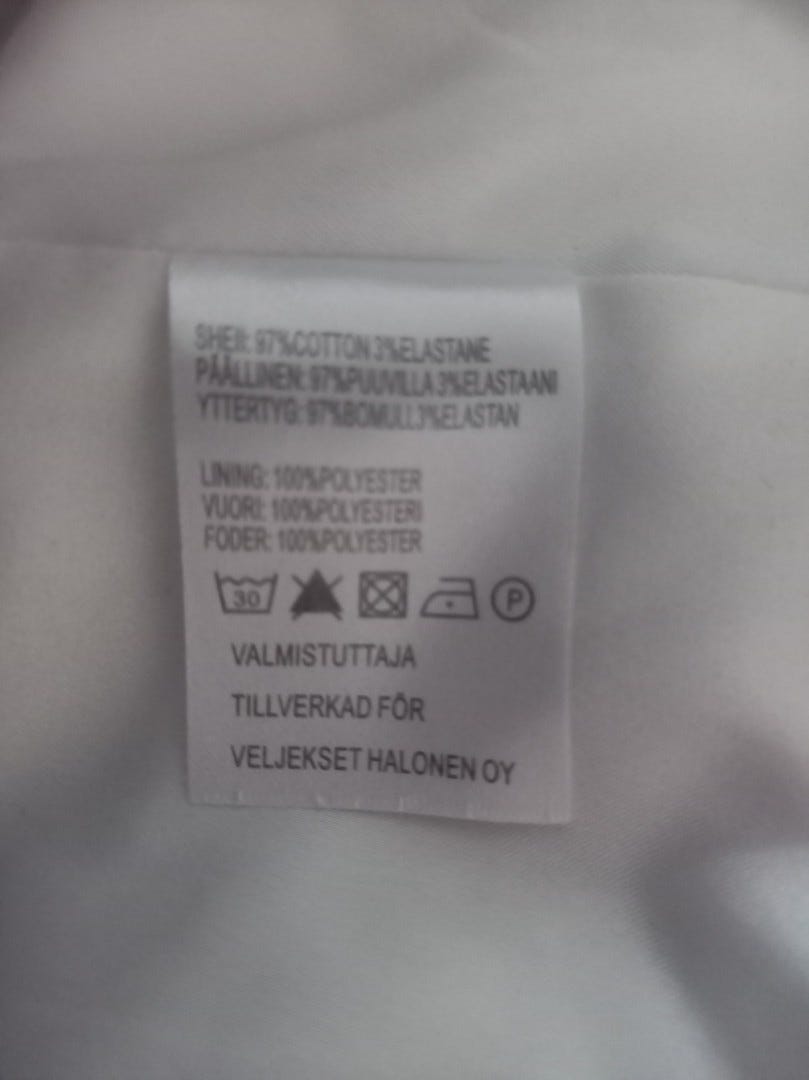 SHEll: 97%COTTON 3%ELASTANE
PÄÄLLINEN: 97%PUUVILLA 3%ELASTAANI
YTTERTYG: 97%BOMULL3%ELASTAN
LINING: 100%POLYESTER
VUORI: 100%POLYESTERI
FODER: 100%POLYESTER
30 P
VALMISTUTTAJA
TILLVERKAD FÖR
VELJEKSET HALONEN OY